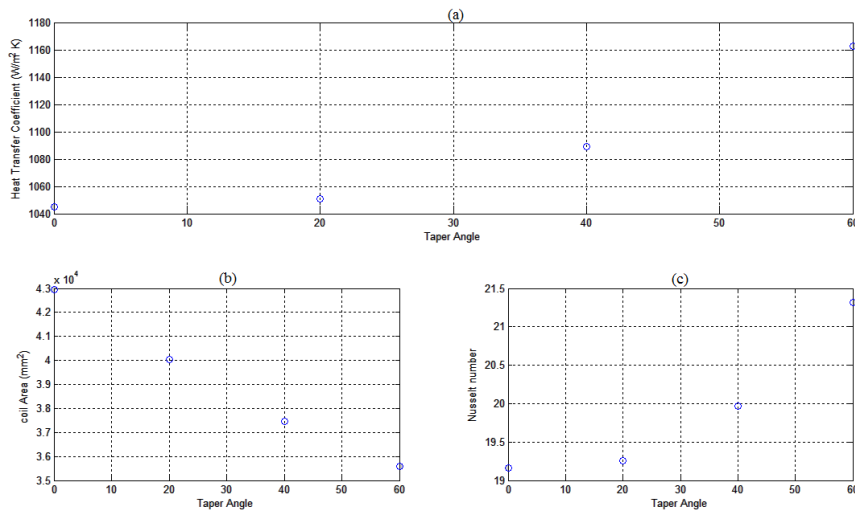 (a)
Heat Transfer Coefficient (W/m² K)
1180
1160
1140
1120
1100
1080
1060
1040
0 10 20 30 40 50 60
Taper Angle
(b)
x 10⁴
coil Area (mm²)
4.3
4.2
4.1
4
3.9
3.8
3.7
3.6
3.5
0 10 20 30 40 50 60
Taper Angle
(c)
Nusselt number
21.5
21
20.5
20
19.5
19
0 10 20 30 40 50 60
Taper Angle